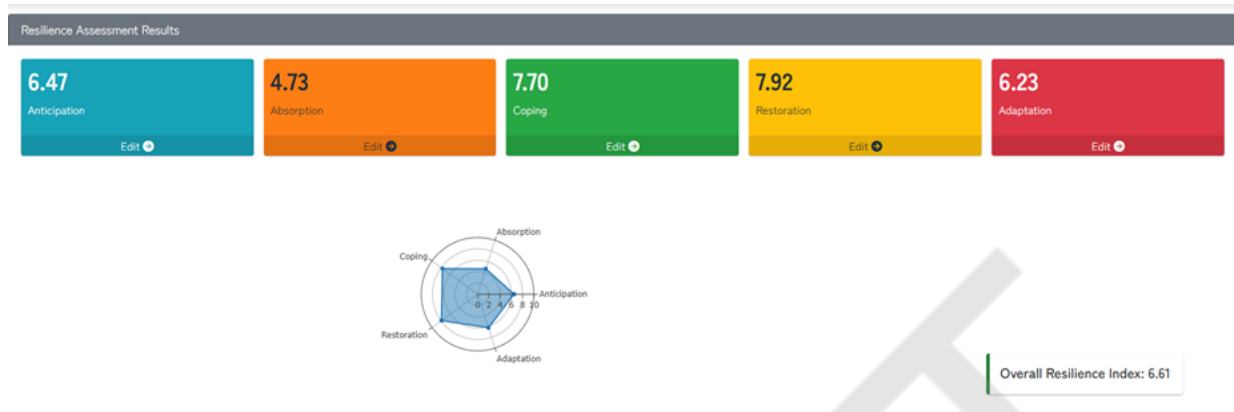 Resilience Assessment Results
6.47
Anticipation
Edit
4.73
Absorption
Edit
7.70
Coping
Edit
7.92
Restoration
Edit
6.23
Adaptation
Edit
Absorption
Coping
Anticipation
0 2 4 6 8 10
Restoration
Adaptation
Overall Resilience Index: 6.61